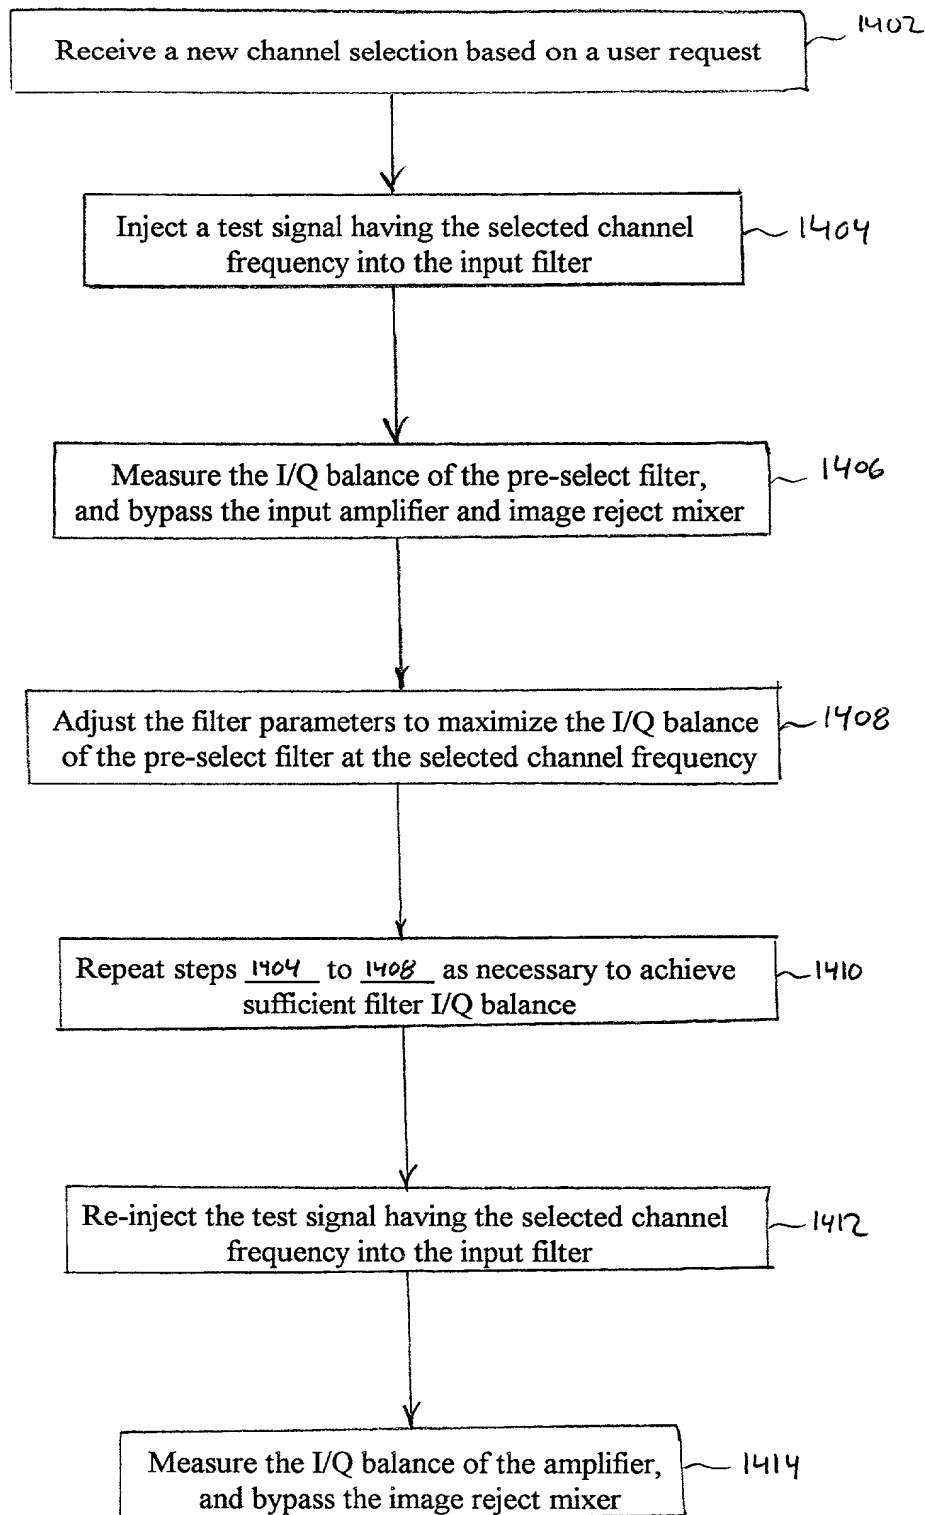 Receive a new channel selection based on a user request
1402
Inject a test signal having the selected channel
frequency into the input filter
1404
Measure the I/Q balance of the pre-select filter,
and bypass the input amplifier and image reject mixer
1406
Adjust the filter parameters to maximize the I/Q balance
of the pre-select filter at the selected channel frequency
1408
Repeat steps 1404 to 1408 as necessary to achieve
sufficient filter I/Q balance
1410
Re-inject the test signal having the selected channel
frequency into the input filter
1412
Measure the I/Q balance of the amplifier,
and bypass the image reject mixer
1414